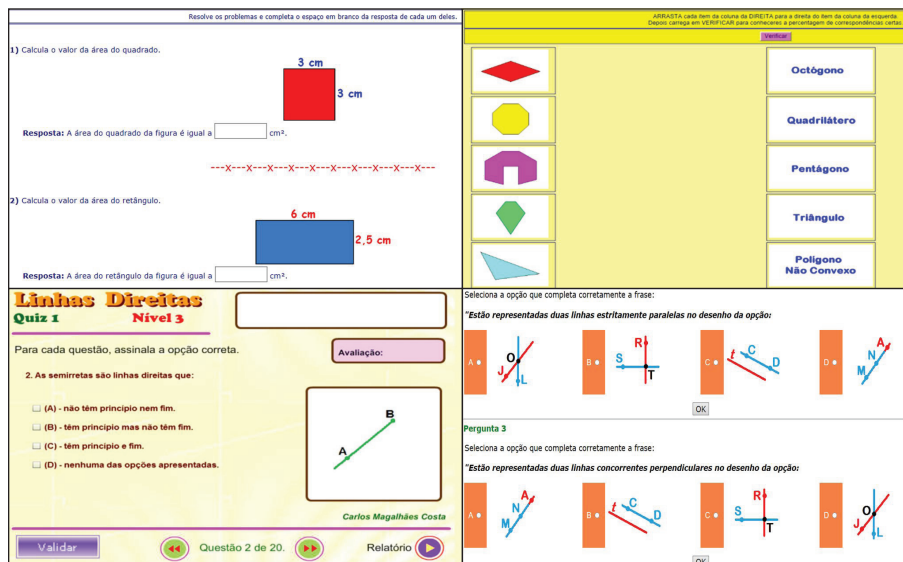 Resolve os problemas e completa o espaço em branco da resposta de cada um deles.
1) Calcula o valor da área do quadrado.
3 cm
3 cm
Resposta: A área do quadrado da figura é igual a cm².
---x---x---x---x---x---x---x---x---x---
2) Calcula o valor da área do retângulo.
6 cm
2,5 cm
Resposta: A área do retângulo da figura é igual a cm².
ARRASTA cada item da coluna da DIREITA para a direita do item da coluna da esquerda.
Depois carrega em VERIFICAR para conheceres a percentagem de correspondências certas
Verificar
Octógono
Quadrilátero
Pentágono
Triângulo
Polígono
Não Convexo
Linhas Direitas
Quiz 1 Nível 3
Para cada questão, assinala a opção correta.
Avaliação:
2. As semirretas são linhas direitas que:
(A) - não têm princípio nem fim.
(B) - têm princípio mas não têm fim.
(C) - têm princípio e fim.
(D) - nenhuma das opções apresentadas.
B
A
Carlos Magalhães Costa
Validar
Questão 2 de 20.
Relatório
Seleciona a opção que completa corretamente a frase:
"Estão representadas duas linhas estritamente paralelas no desenho da opção:
A O J L
B R S T
C t C D
D A N M
OK
Pergunta 3
Seleciona a opção que completa corretamente a frase:
"Estão representadas duas linhas concorrentes perpendiculares no desenho da opção:
A A N M
B t C D
C R S T
D O J L
OK